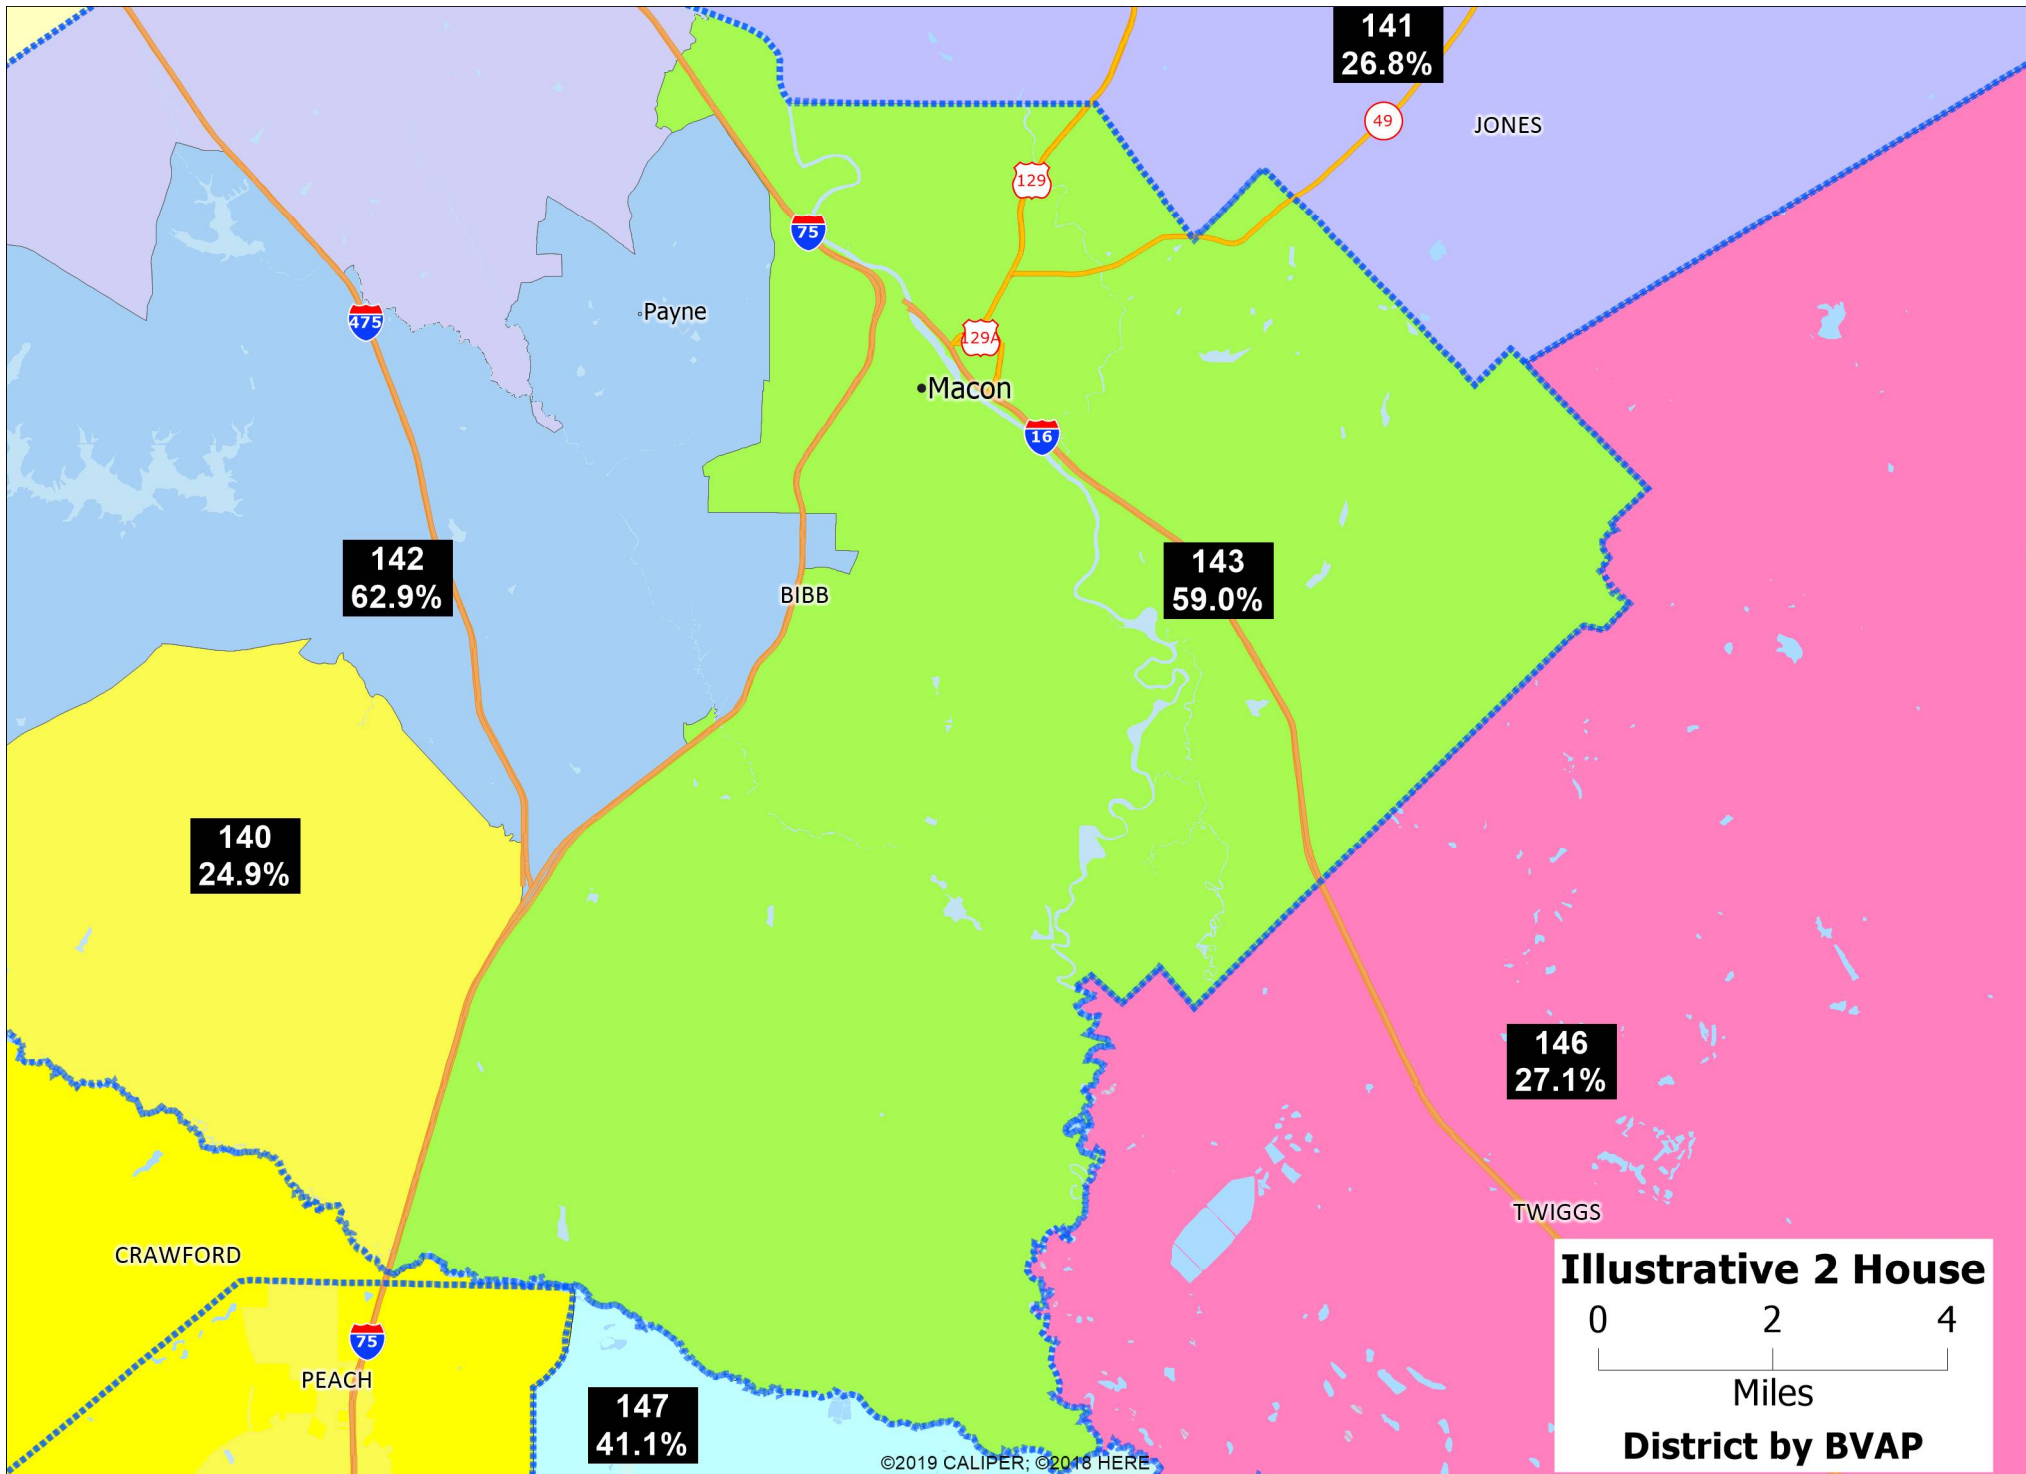 141
26.8%
49
JONES
129
75
475
Payne
129A
Macon
16
142
62.9%
143
59.0%
BIBB
140
24.9%
146
27.1%
TWIGGS
CRAWFORD
75
PEACH
147
41.1%
Illustrative 2 House
0 2 4
Miles
District by BVAP
©2019 CALIPER; ©2018 HERE